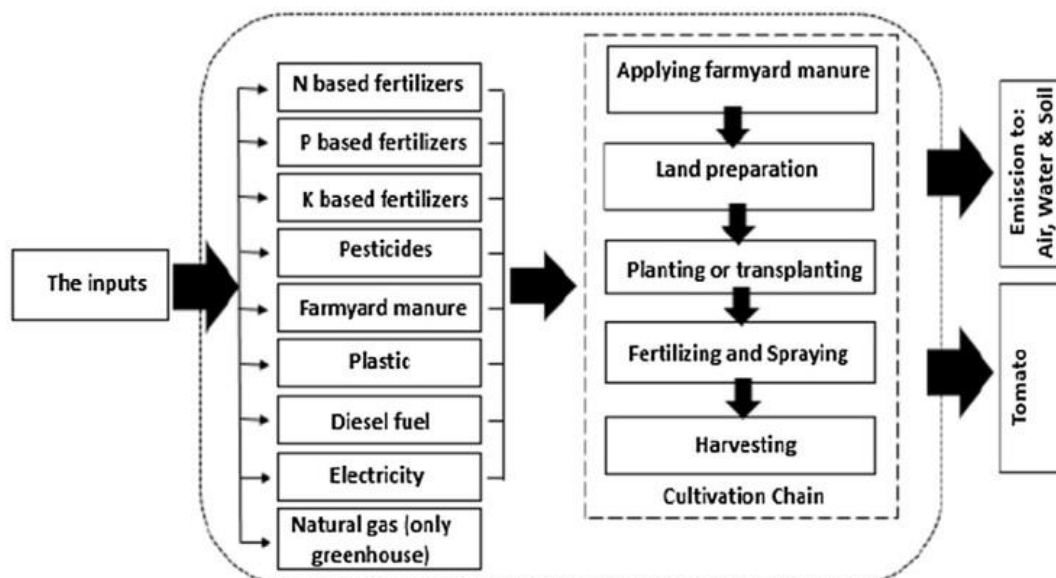 The inputs
N based fertilizers
P based fertilizers
K based fertilizers
Pesticides
Farmyard manure
Plastic
Diesel fuel
Electricity
Natural gas (only
greenhouse)
Applying farmyard manure
Land preparation
Planting or transplanting
Fertilizing and Spraying
Harvesting
Cultivation Chain
Emission to:
Air, Water & Soil
Tomato